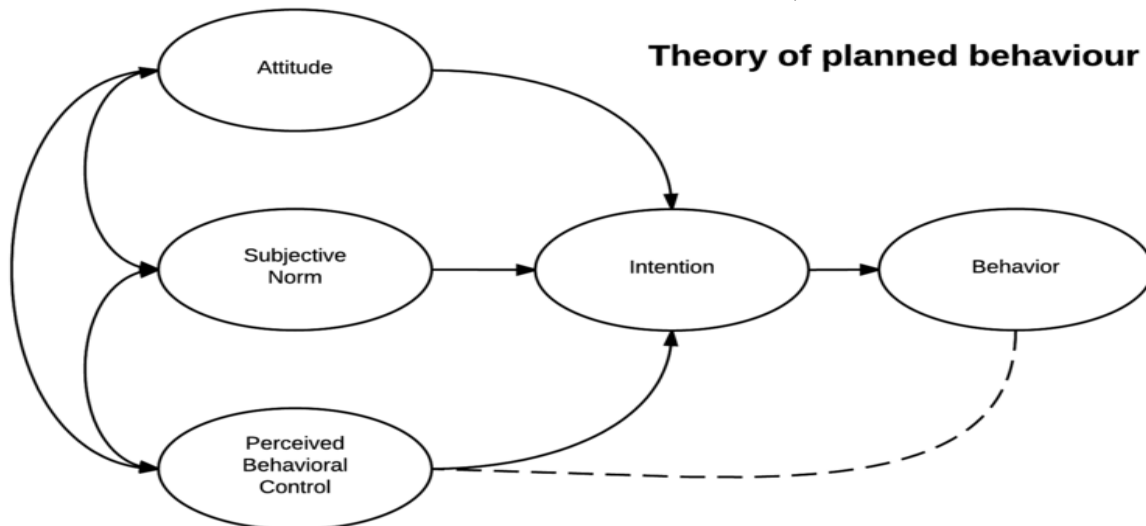 Theory of planned behaviour
Attitude
Subjective
Norm
Intention
Behavior
Perceived
Behavioral
Control